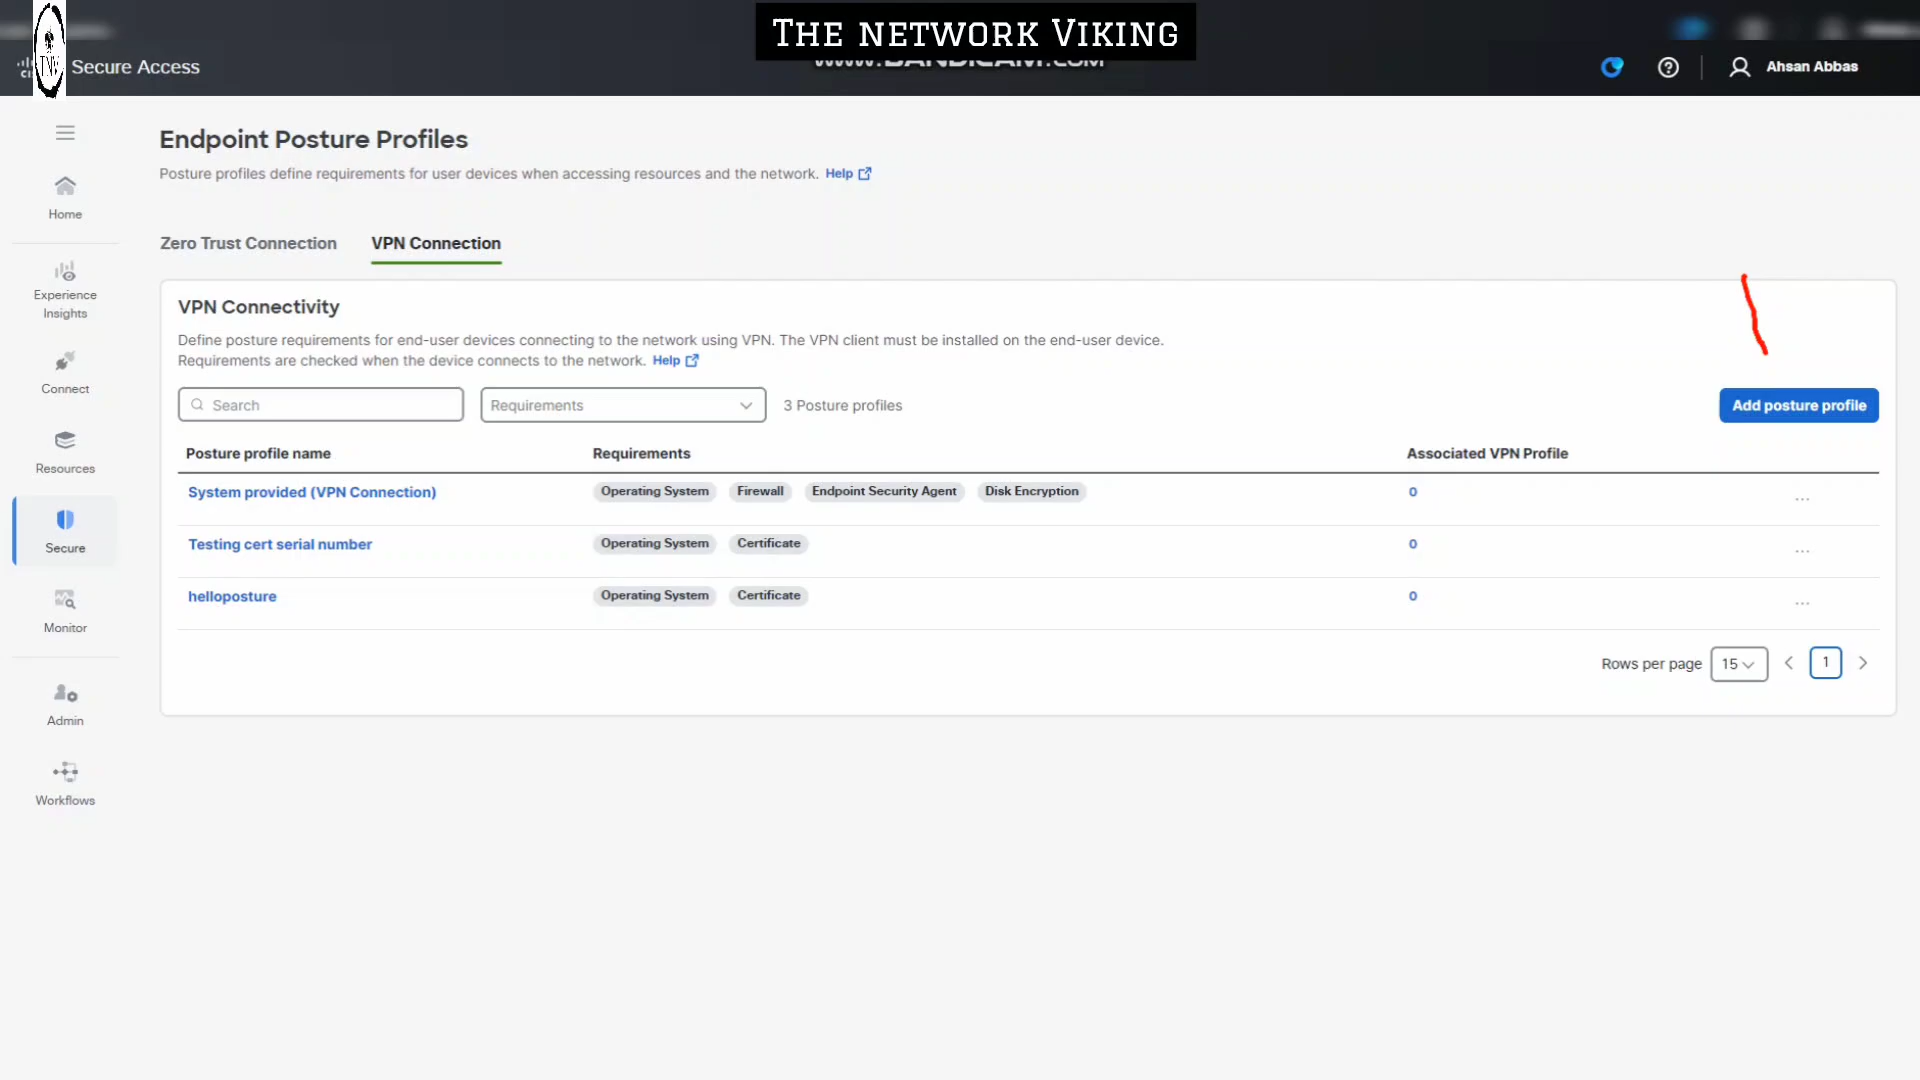 THE NETWORK VIKING
WWW.BANDICAM.COM
Secure Access
Ahsan Abbas
Endpoint Posture Profiles
Posture profiles define requirements for user devices when accessing resources and the network. Help
Home
Zero Trust Connection
VPN Connection
Experience
Insights
VPN Connectivity
Define posture requirements for end-user devices connecting to the network using VPN. The VPN client must be installed on the end-user device.
Requirements are checked when the device connects to the network. Help
Connect
Search
Requirements
3 Posture profiles
Add posture profile
Resources
Posture profile name Requirements Associated VPN Profile
System provided (VPN Connection) Operating System Firewall Endpoint Security Agent Disk Encryption 0 ...
Secure
Testing cert serial number Operating System Certificate 0 ...
helloposture Operating System Certificate 0 ...
Monitor
Rows per page 15 1
Admin
Workflows